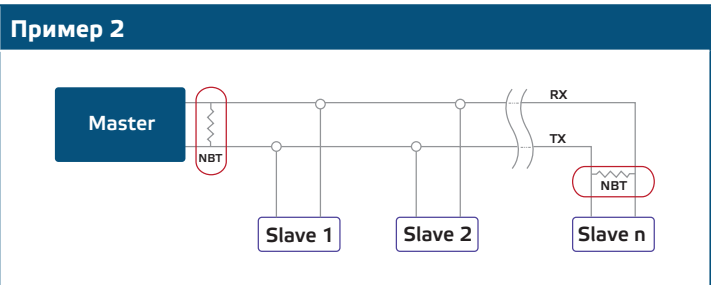 Пример 2
Master
NBT
RX
TX
NBT
Slave 1
Slave 2
Slave n